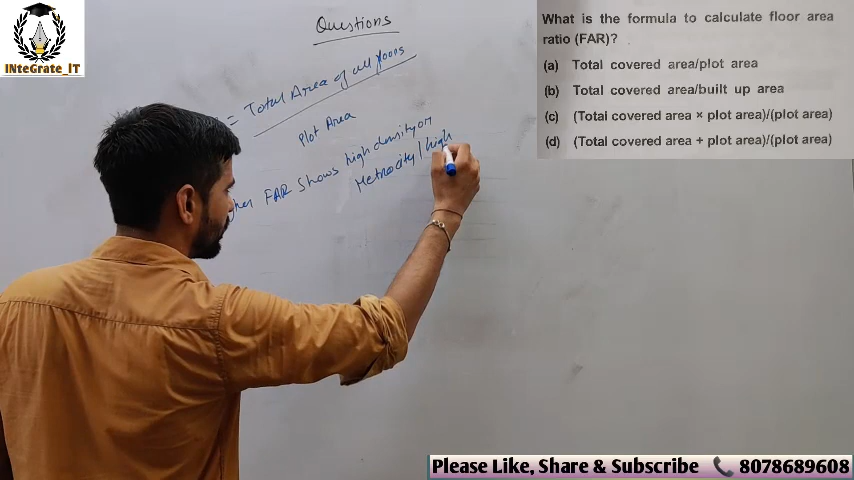 INteGrate_IT
Questions
= Total Area of all floors
Plot Area
FAR shows high density or
Metrocity / high
What is the formula to calculate floor area
ratio (FAR)?
(a) Total covered area/plot area
(b) Total covered area/built up area
(c) (Total covered area × plot area)/(plot area)
(d) (Total covered area + plot area)/(plot area)
Please Like, Share & Subscribe 8078689608